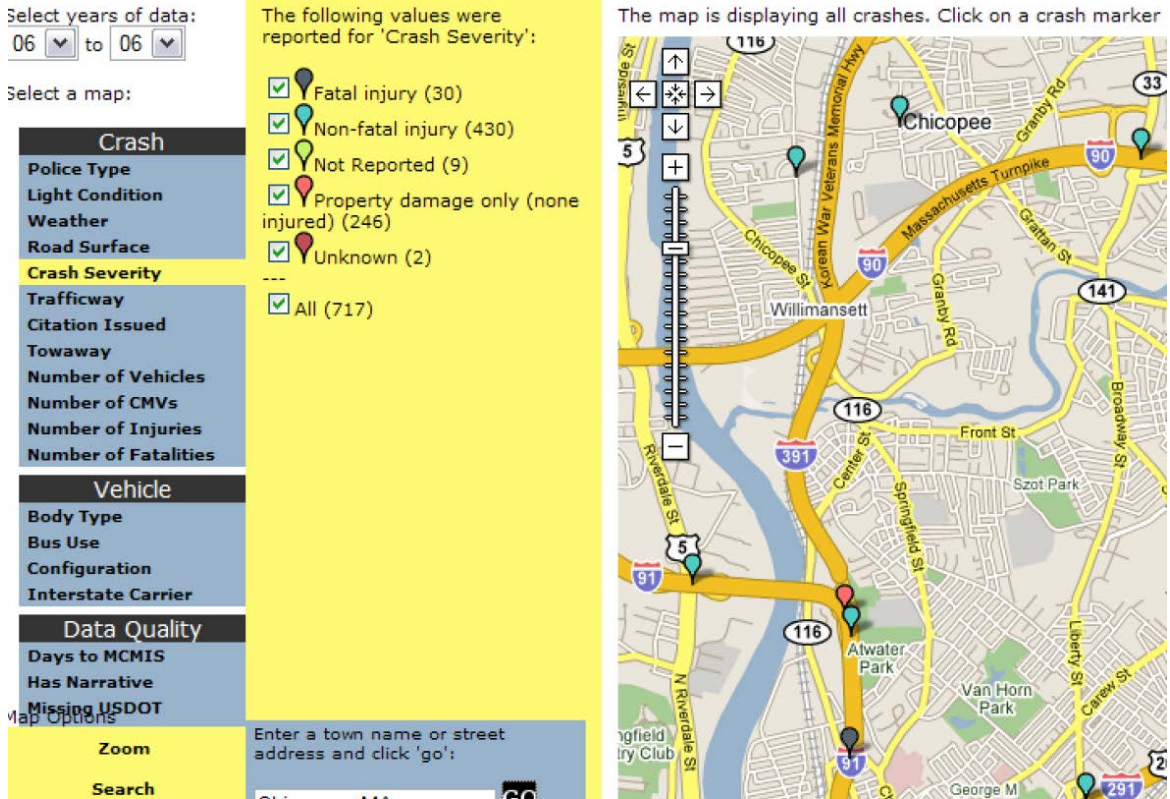 Select years of data:
06 to 06
Select a map:
Crash
Police Type
Light Condition
Weather
Road Surface
Crash Severity
Trafficway
Citation Issued
Towaway
Number of Vehicles
Number of CMVs
Number of Injuries
Number of Fatalities
Vehicle
Body Type
Bus Use
Configuration
Interstate Carrier
Data Quality
Days to MCMIS
Has Narrative
Missing USDOT
Map Options
Zoom
Search
The following values were
reported for 'Crash Severity':
Fatal injury (30)
Non-fatal injury (430)
Not Reported (9)
Property damage only (none
injured) (246)
Unknown (2)
---
All (717)
Enter a town name or street
address and click 'go':
GO
The map is displaying all crashes. Click on a crash marker
116
33
Chicopee
Granby Rd
5
90
Korean War Veterans Memorial Hwy
Massachusetts Turnpike
Grattan St
Chicopee St
90
Granby Rd
141
Willimansett
Broadway St
116
Front St
391
Center St
Szot Park
Riverdale St
Springfield St
5
91
116
Atwater
Park
Liberty St
Van Horn
Park
Carew St
N Riverdale St
91
291
George M